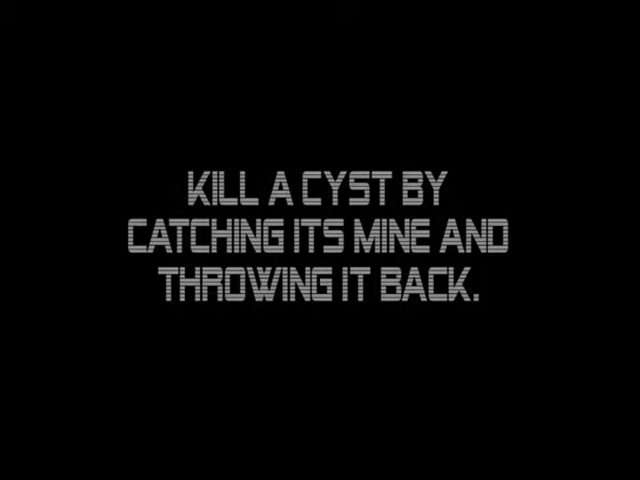 KILL A CYST BY
CATCHING ITS MINE AND
THROWING IT BACK.